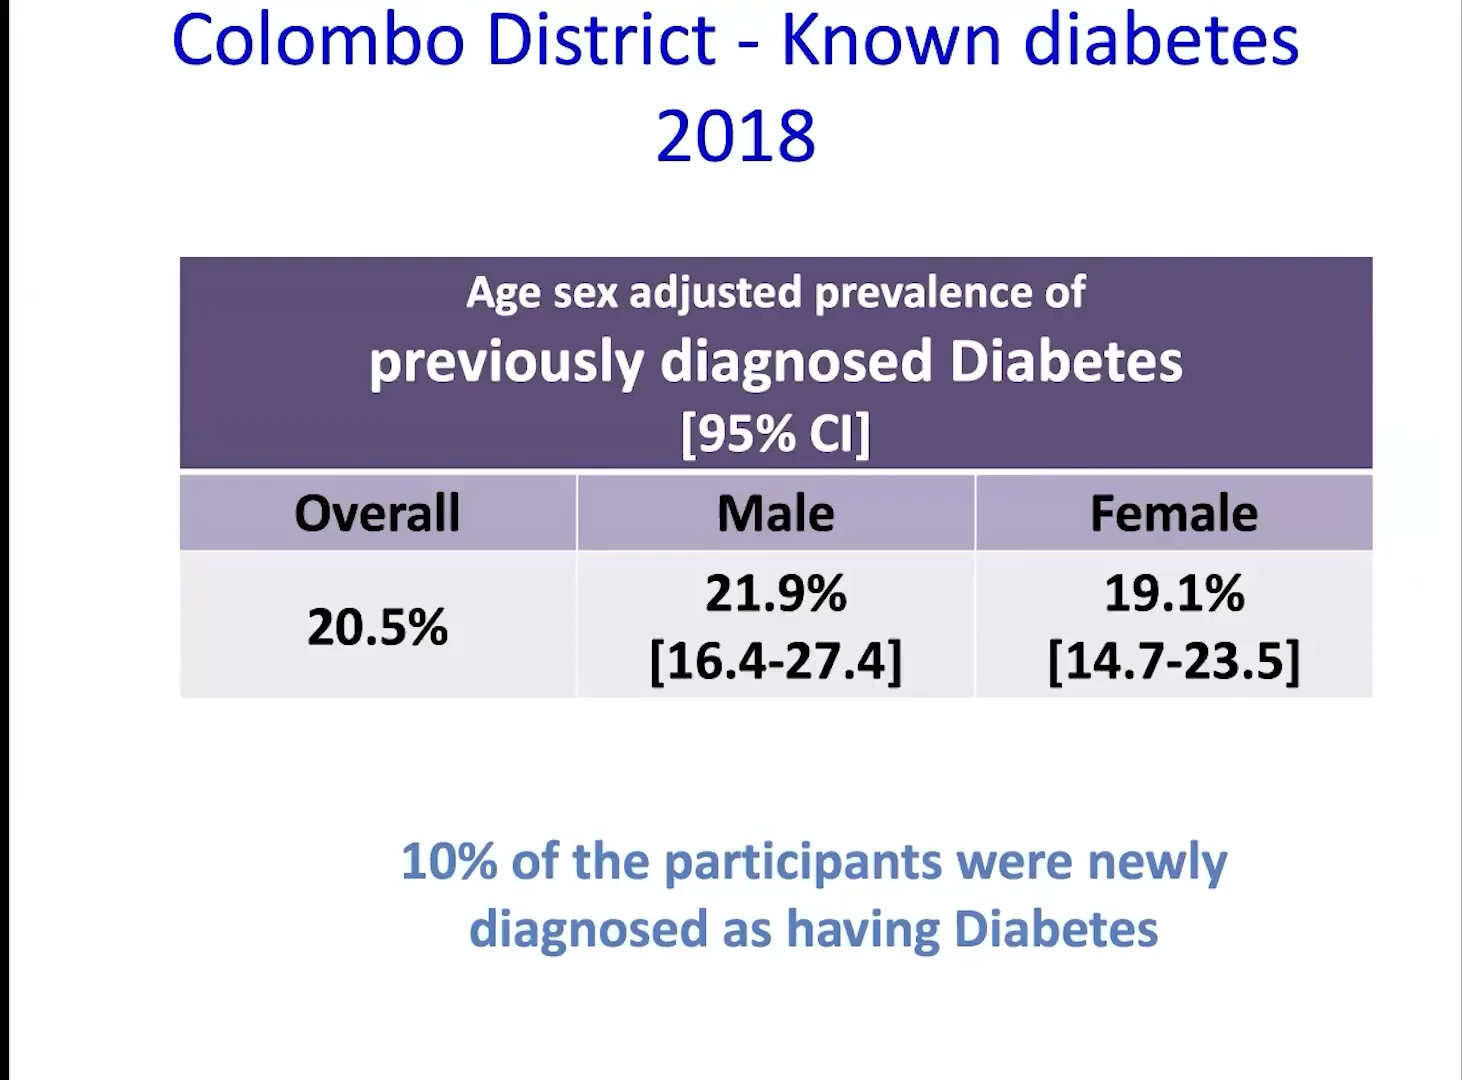 Colombo District - Known diabetes
2018
Age sex adjusted prevalence of
previously diagnosed Diabetes
[95% CI]
Overall
Male
Female
20.5%
21.9%
[16.4-27.4]
19.1%
[14.7-23.5]
10% of the participants were newly
diagnosed as having Diabetes